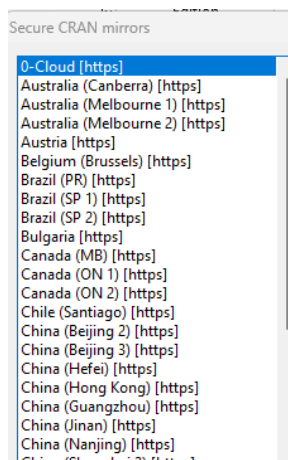 Secure CRAN mirrors
0-Cloud [https]
Australia (Canberra) [https]
Australia (Melbourne 1) [https]
Australia (Melbourne 2) [https]
Austria [https]
Belgium (Brussels) [https]
Brazil (PR) [https]
Brazil (SP 1) [https]
Brazil (SP 2) [https]
Bulgaria [https]
Canada (MB) [https]
Canada (ON 1) [https]
Canada (ON 2) [https]
Chile (Santiago) [https]
China (Beijing 2) [https]
China (Beijing 3) [https]
China (Hefei) [https]
China (Hong Kong) [https]
China (Guangzhou) [https]
China (Jinan) [https]
China (Nanjing) [https]